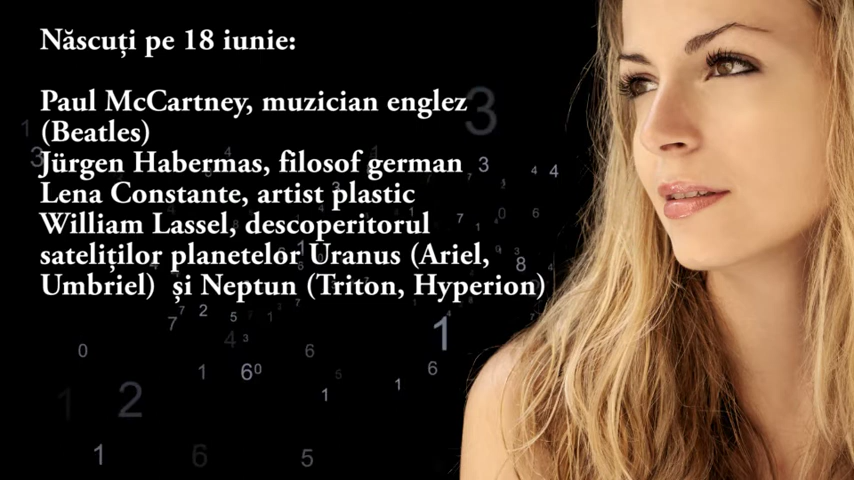 Născuți pe 18 iunie:
Paul McCartney, muzician englez
(Beatles)
Jürgen Habermas, filosof german
Lena Constante, artist plastic
William Lassel, descoperitorul
sateliților planetelor Uranus (Ariel,
Umbriel)  și Neptun (Triton, Hyperion)